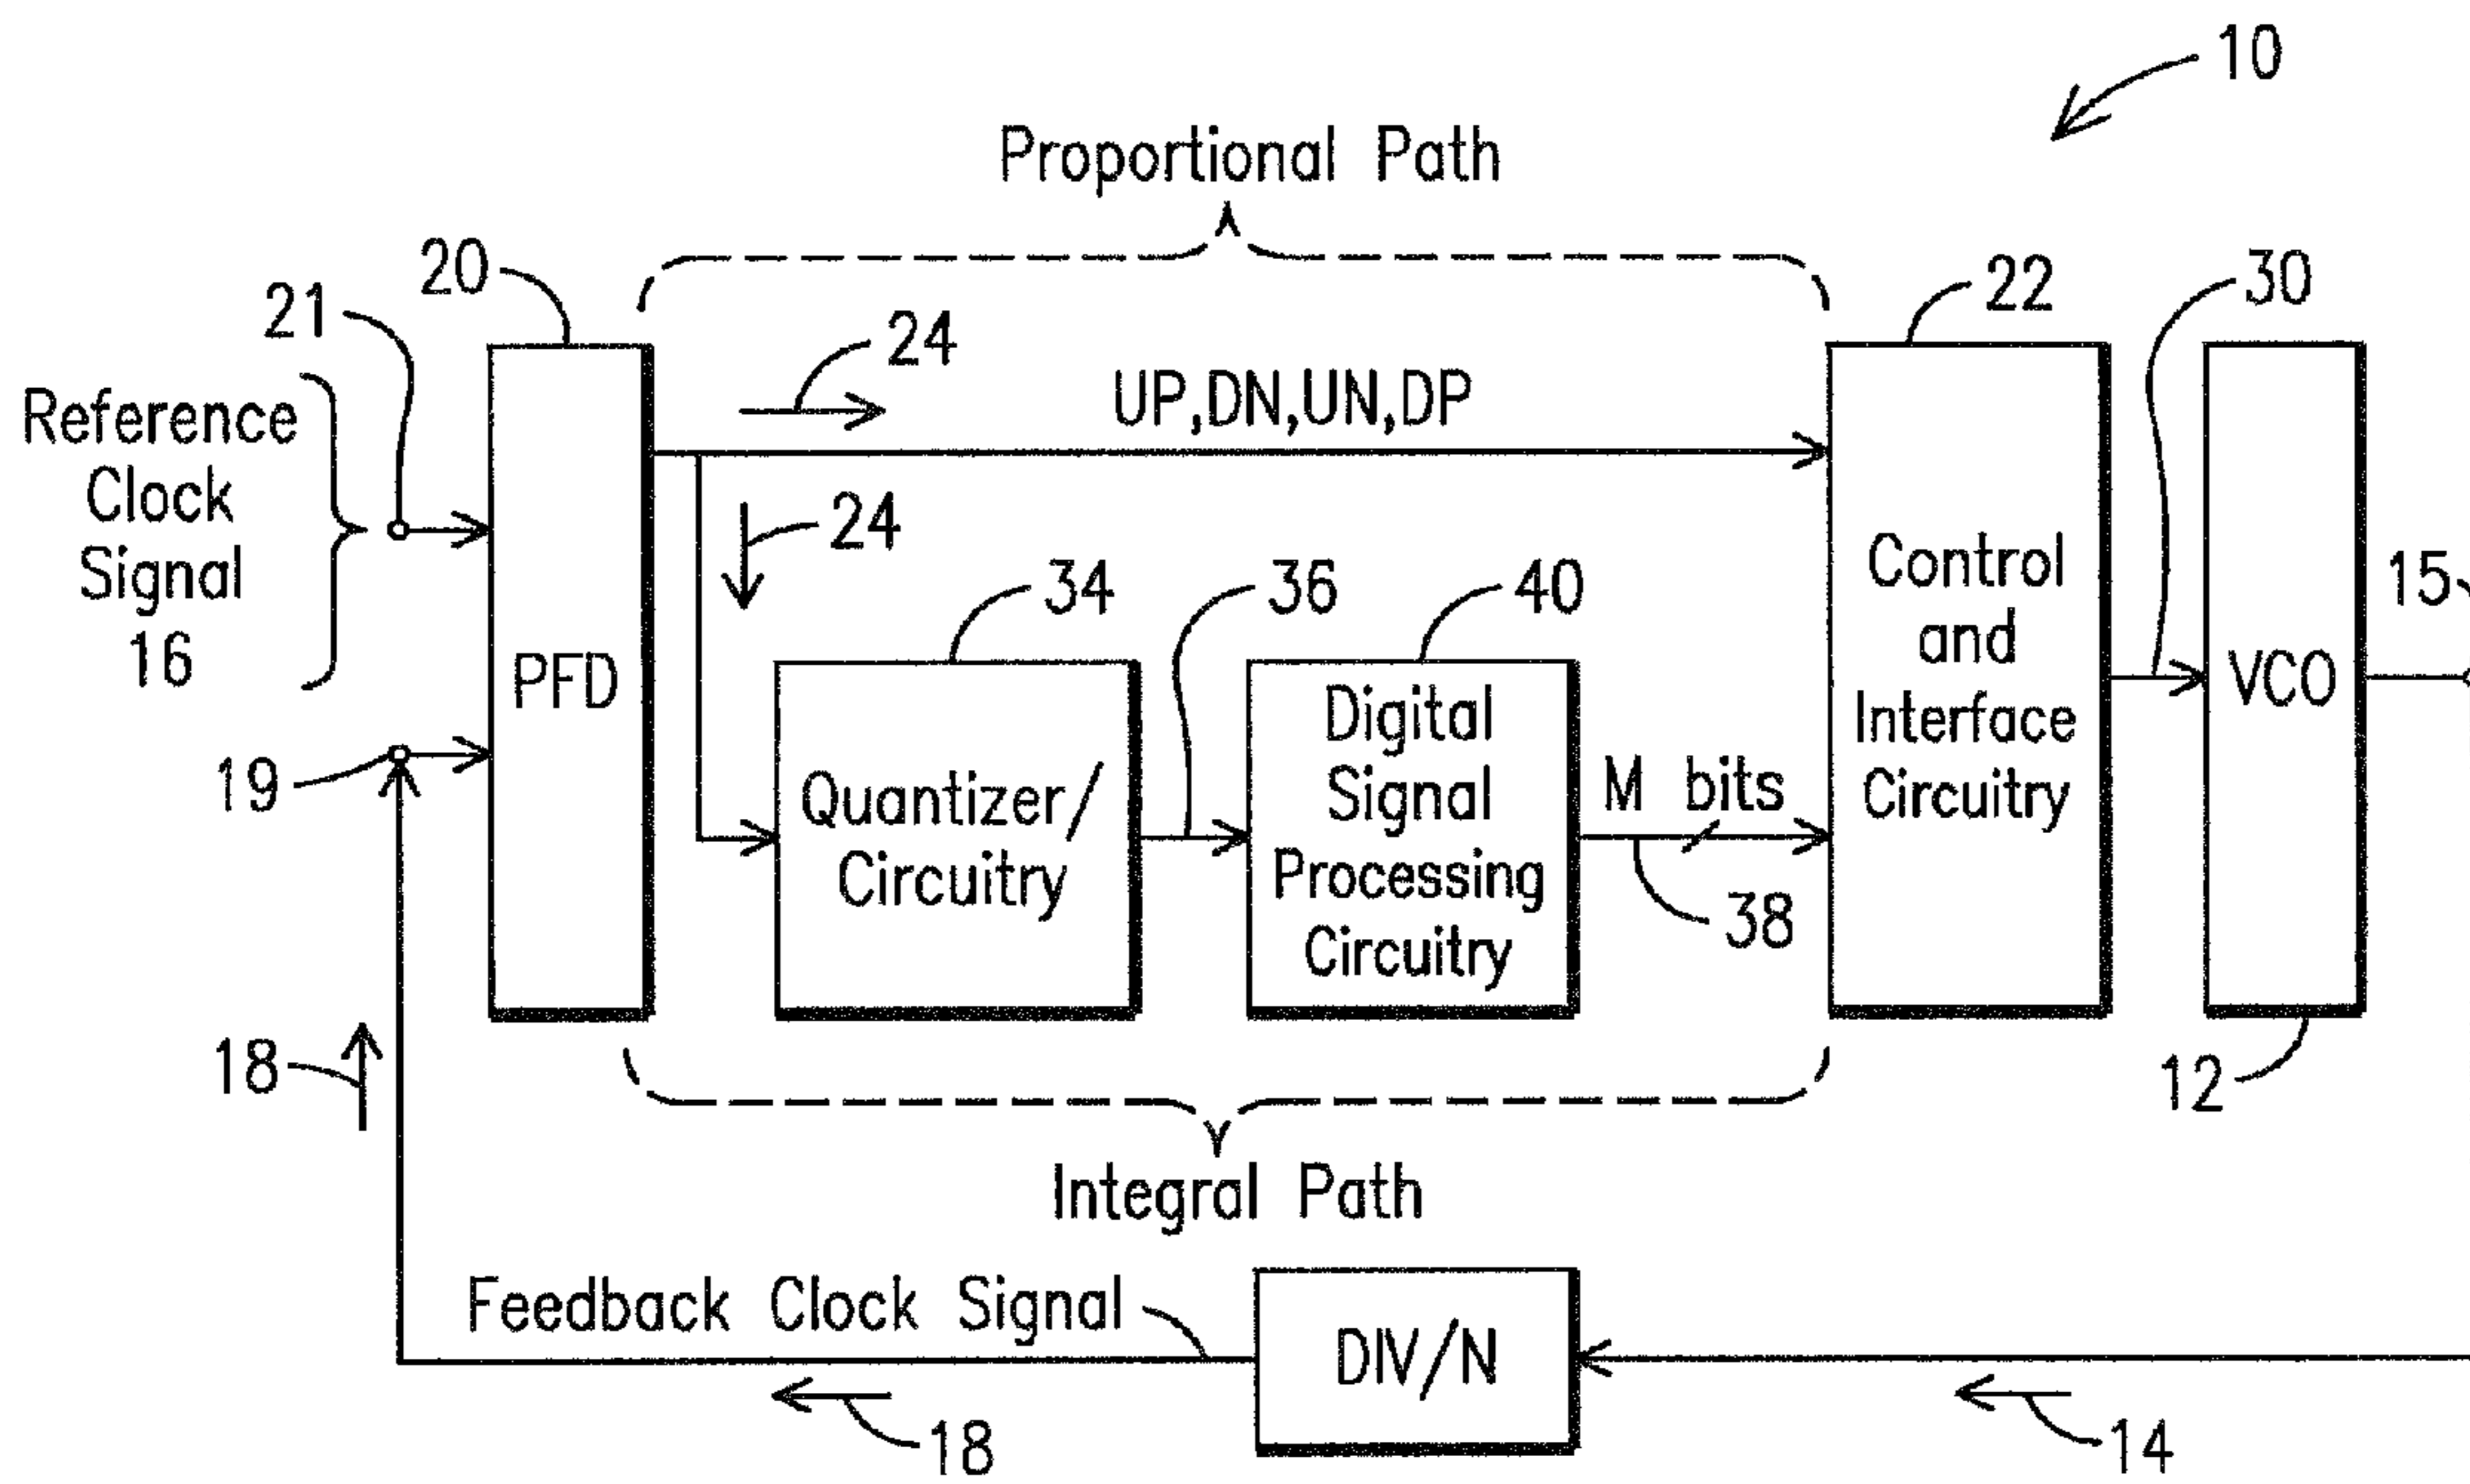 10
Proportional Path
20
21
24
22
30
Reference
Clock
Signal
16
UP,DN,UN,DP
24
34
36
40
15
PFD
Control
and
Interface
Circuitry
VCO
19
Quantizer/
Circuitry
Digital
Signal
Processing
Circuitry
M bits
38
18
12
Integral Path
Feedback Clock Signal
DIV/N
18
14